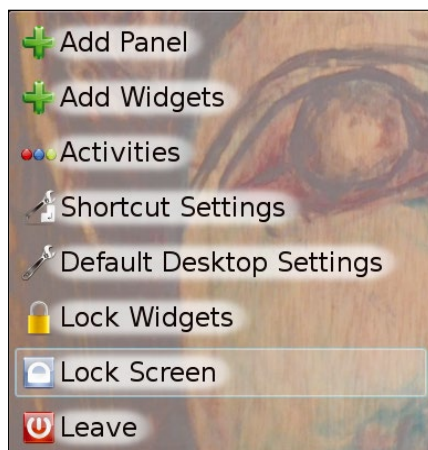 Add Panel
Add Widgets
Activities
Shortcut Settings
Default Desktop Settings
Lock Widgets
Lock Screen
Leave